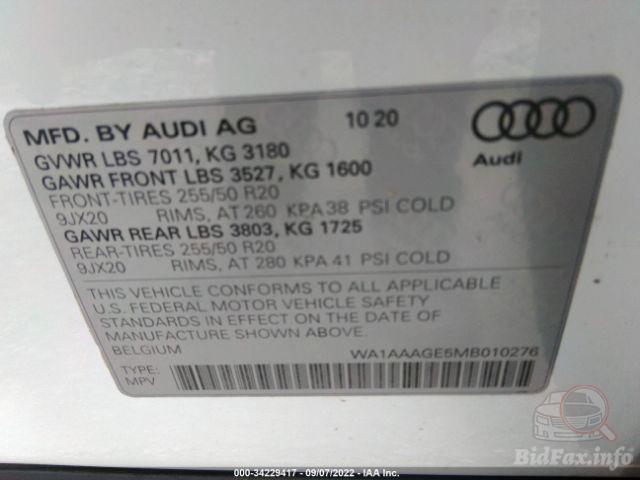 MFD. BY AUDI AG 10 20
GVWR LBS 7011, KG 3180
GAWR FRONT LBS 3527, KG 1600
FRONT-TIRES 255/50 R20
9JX20 RIMS, AT 260 KPA 38 PSI COLD
GAWR REAR LBS 3803, KG 1725
REAR-TIRES 255/50 R20
9JX20 RIMS, AT 280 KPA 41 PSI COLD
Audi
THIS VEHICLE CONFORMS TO ALL APPLICABLE
U.S. FEDERAL MOTOR VEHICLE SAFETY
STANDARDS IN EFFECT ON THE DATE OF
MANUFACTURE SHOWN ABOVE.
BELGIUM WA1AAAGE5MB010276
TYPE:
MPV
BidFax.info
000-34229417 - 09/07/2022 - IAA Inc.